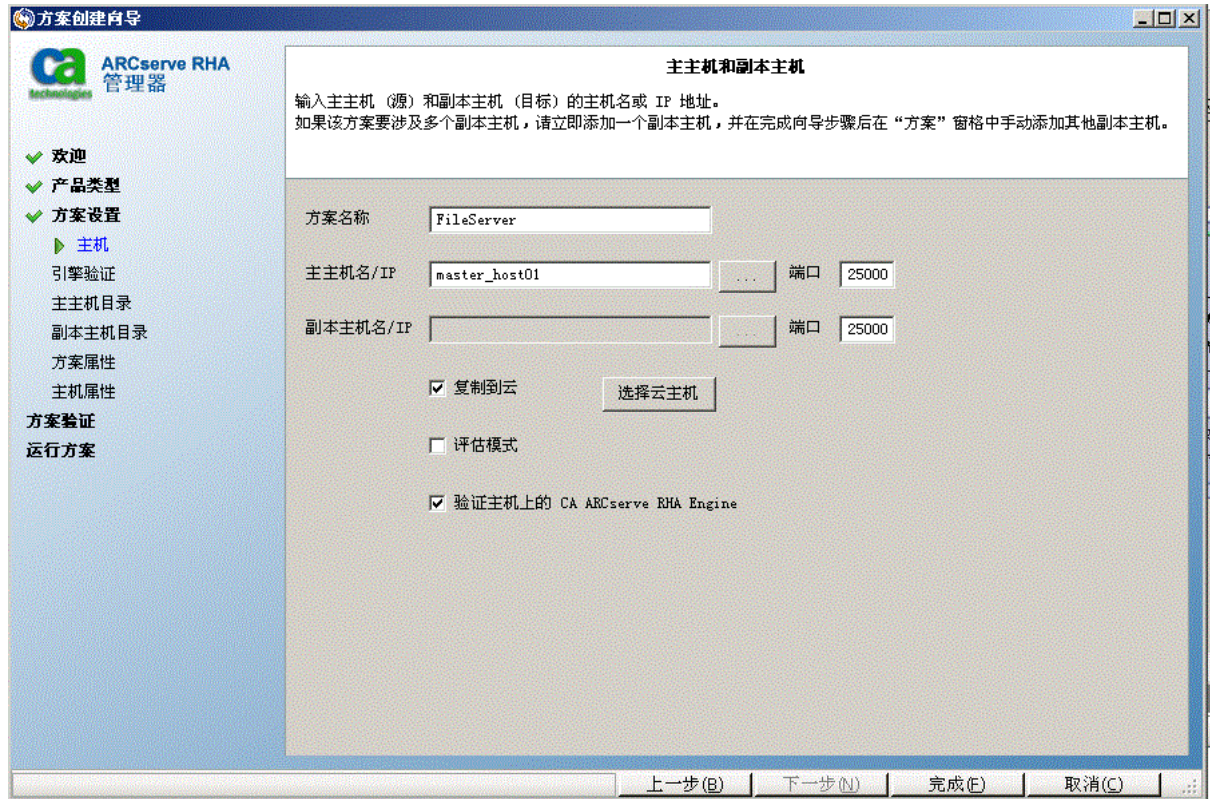 方案创建向导
ca
technologies
ARCserve RHA
管理器
欢迎
产品类型
方案设置
主机
引擎验证
主主机目录
副本主机目录
方案属性
主机属性
方案验证
运行方案
主主机和副本主机
输入主主机（源）和副本主机（目标）的主机名或 IP 地址。
如果该方案要涉及多个副本主机，请立即添加一个副本主机，并在完成向导步骤后在“方案”窗格中手动添加其他副本主机。
方案名称 FileServer
主主机名/IP master_host01 ... 端口 25000
副本主机名/IP ... 端口 25000
复制到云 选择云主机
评估模式
验证主机上的 CA ARCserve RHA Engine
上一步(B) 下一步(N) 完成(F) 取消(C)